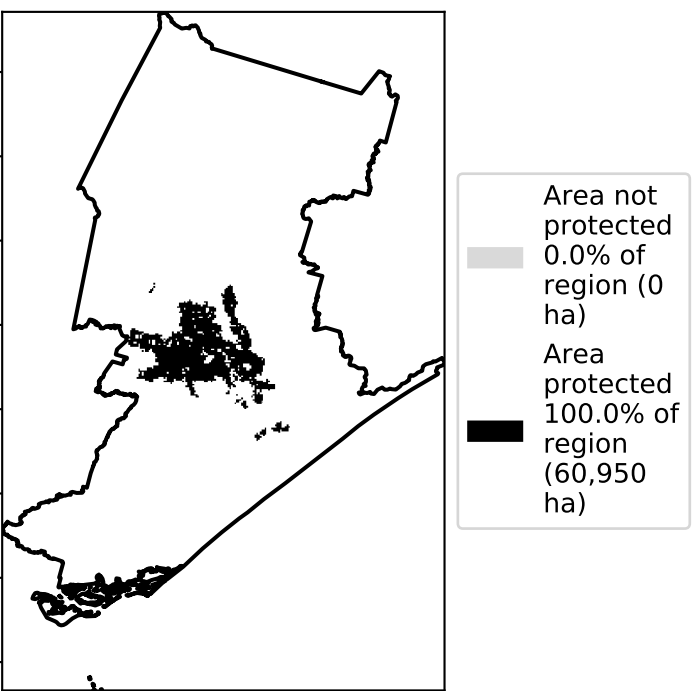 Area not
protected
0.0% of
region (0
ha)
Area
protected
100.0% of
region
(60,950
ha)